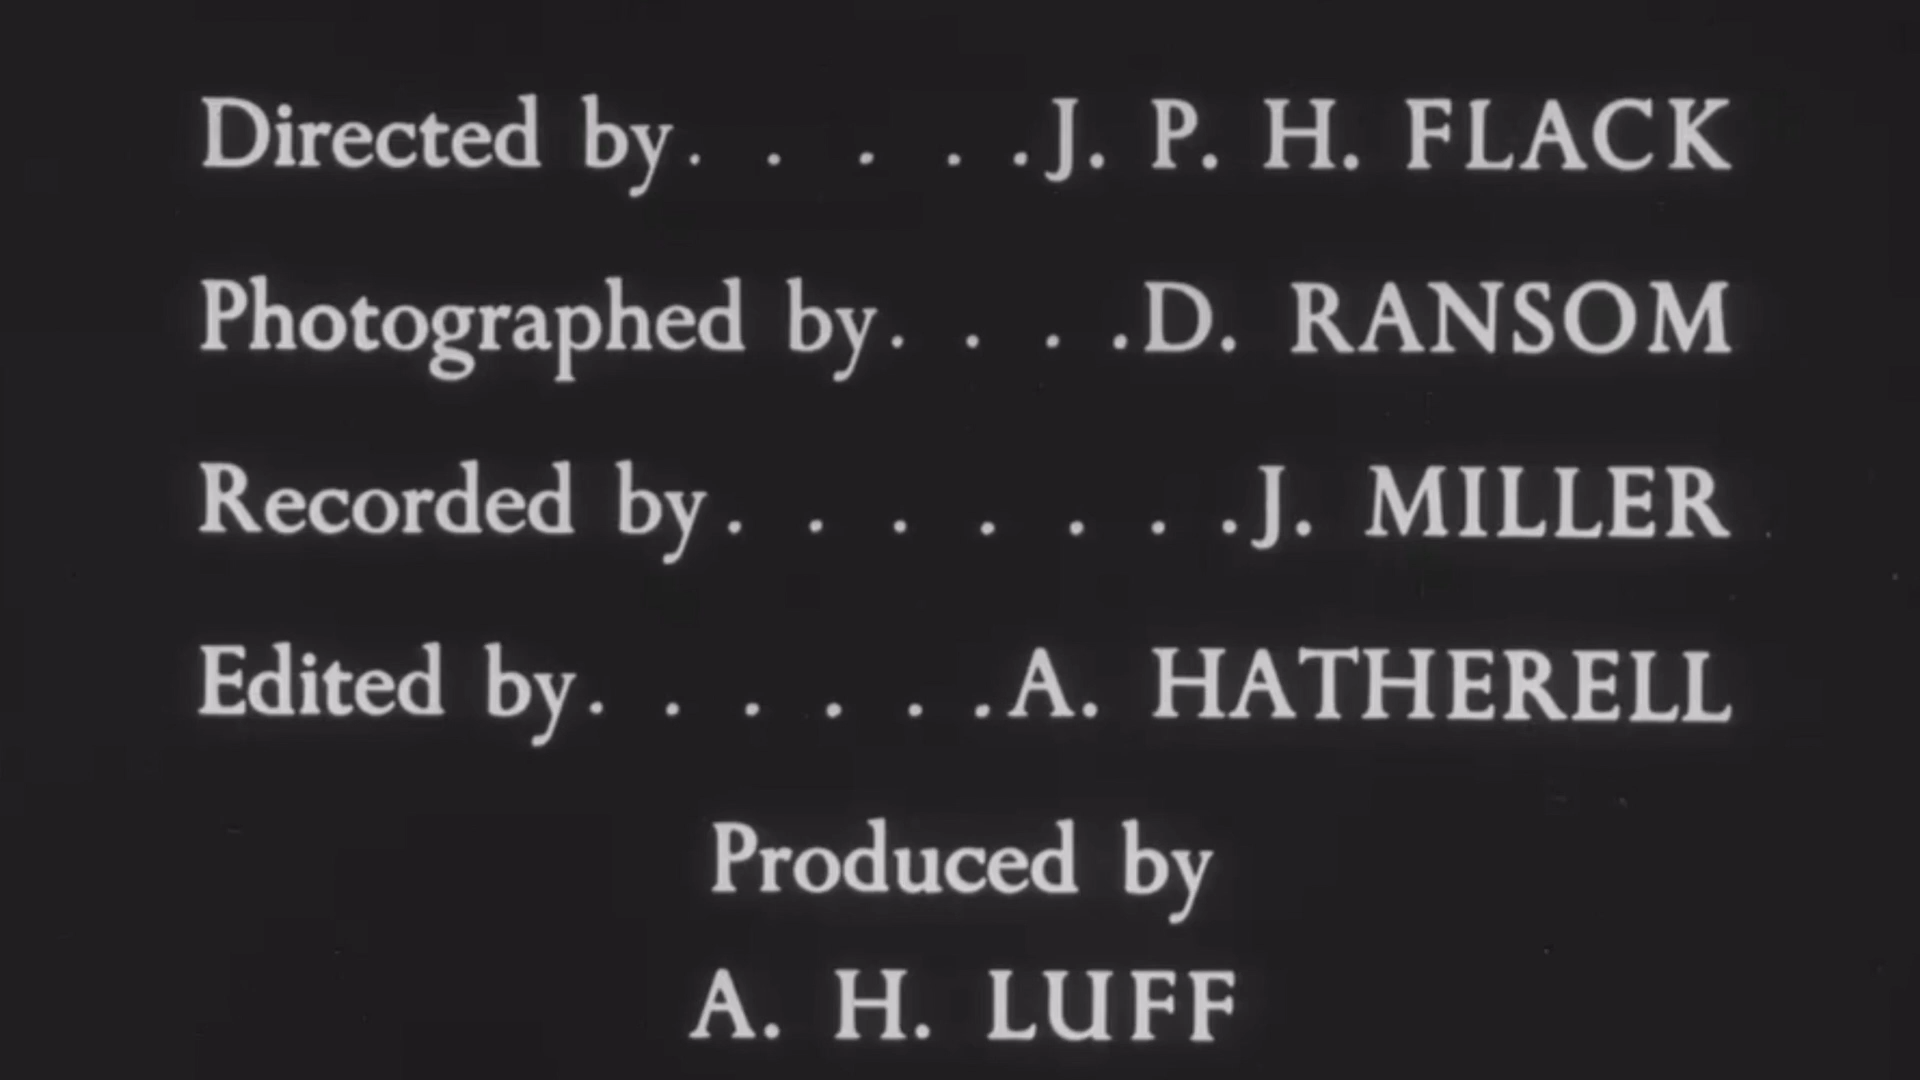 Directed by. . . . .J. P. H. FLACK
Photographed by. . . .D. RANSOM
Recorded by. . . . . . .J. MILLER
Edited by. . . . . .A. HATHERELL
Produced by
A. H. LUFF